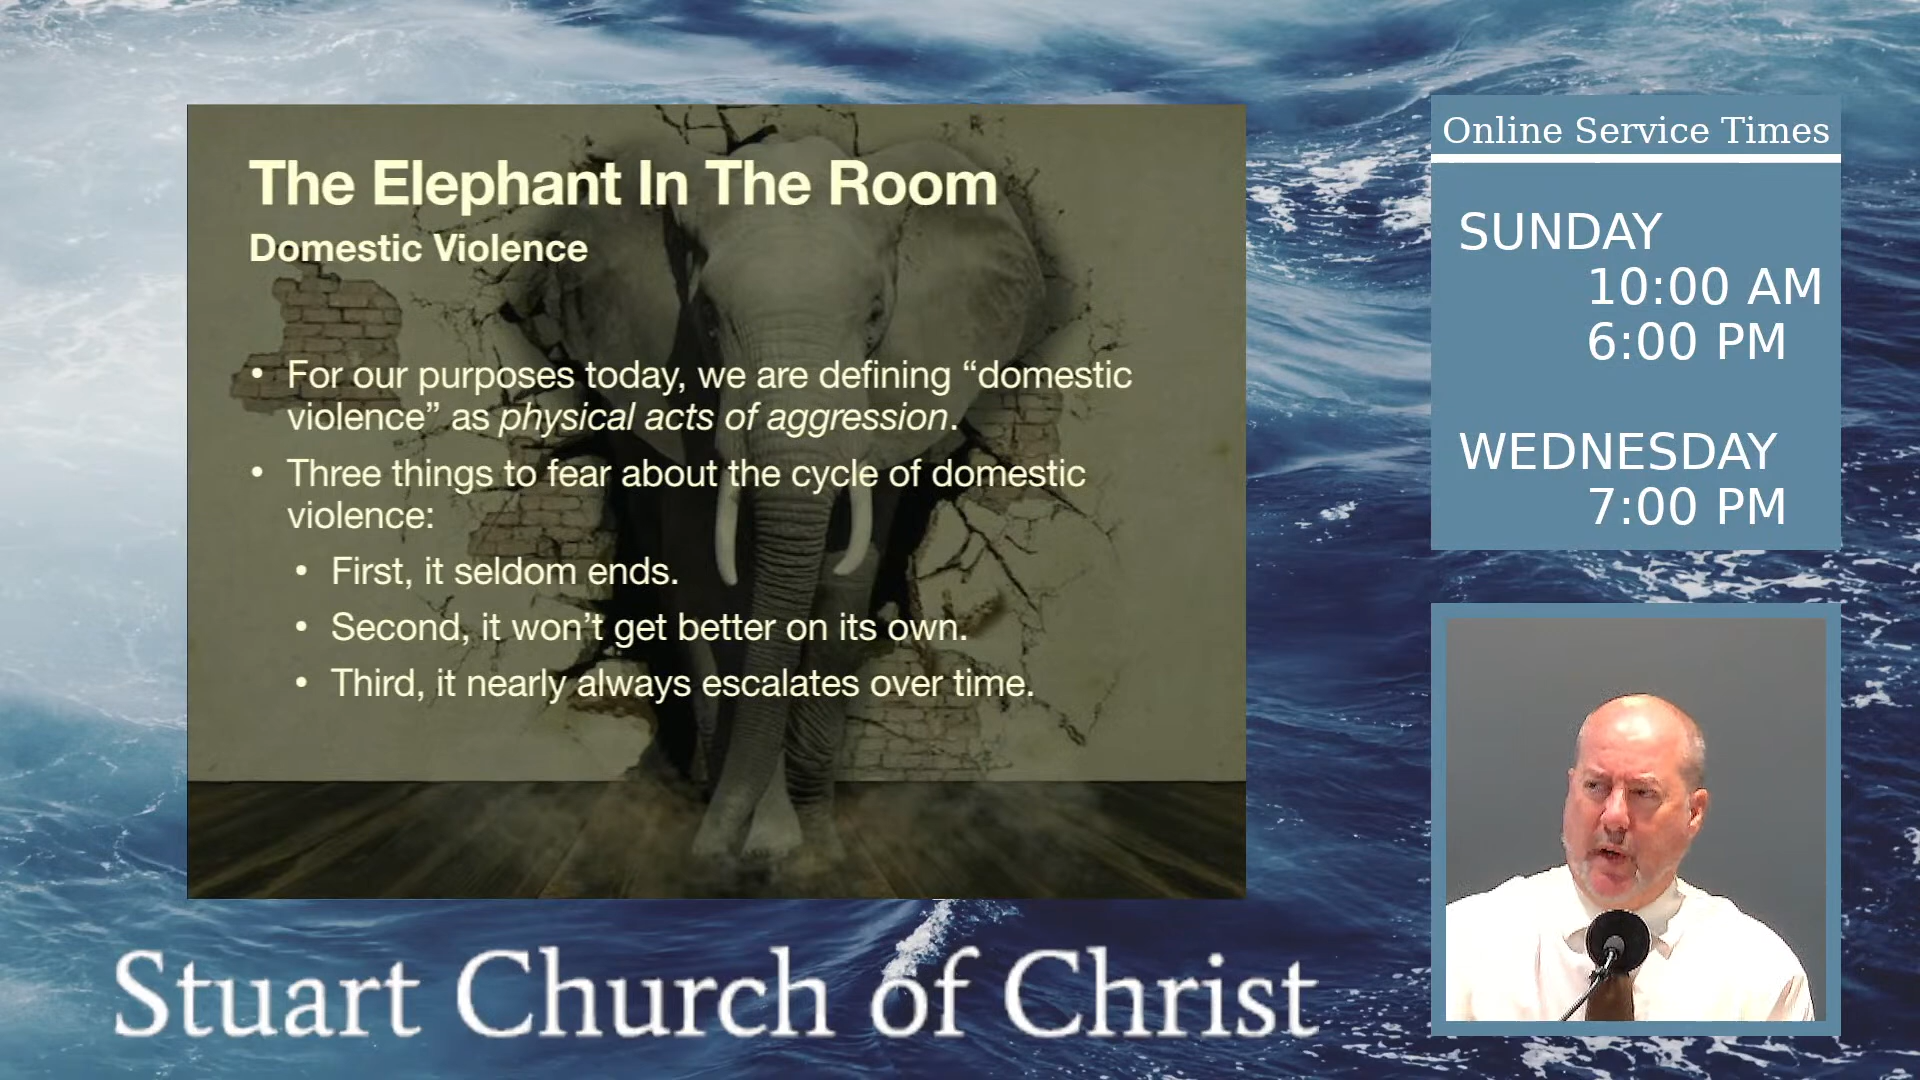 The Elephant In The Room
Domestic Violence
• For our purposes today, we are defining “domestic
violence” as physical acts of aggression.
• Three things to fear about the cycle of domestic
violence:
• First, it seldom ends.
• Second, it won’t get better on its own.
• Third, it nearly always escalates over time.
Online Service Times
SUNDAY
10:00 AM
6:00 PM
WEDNESDAY
7:00 PM
Stuart Church of Christ